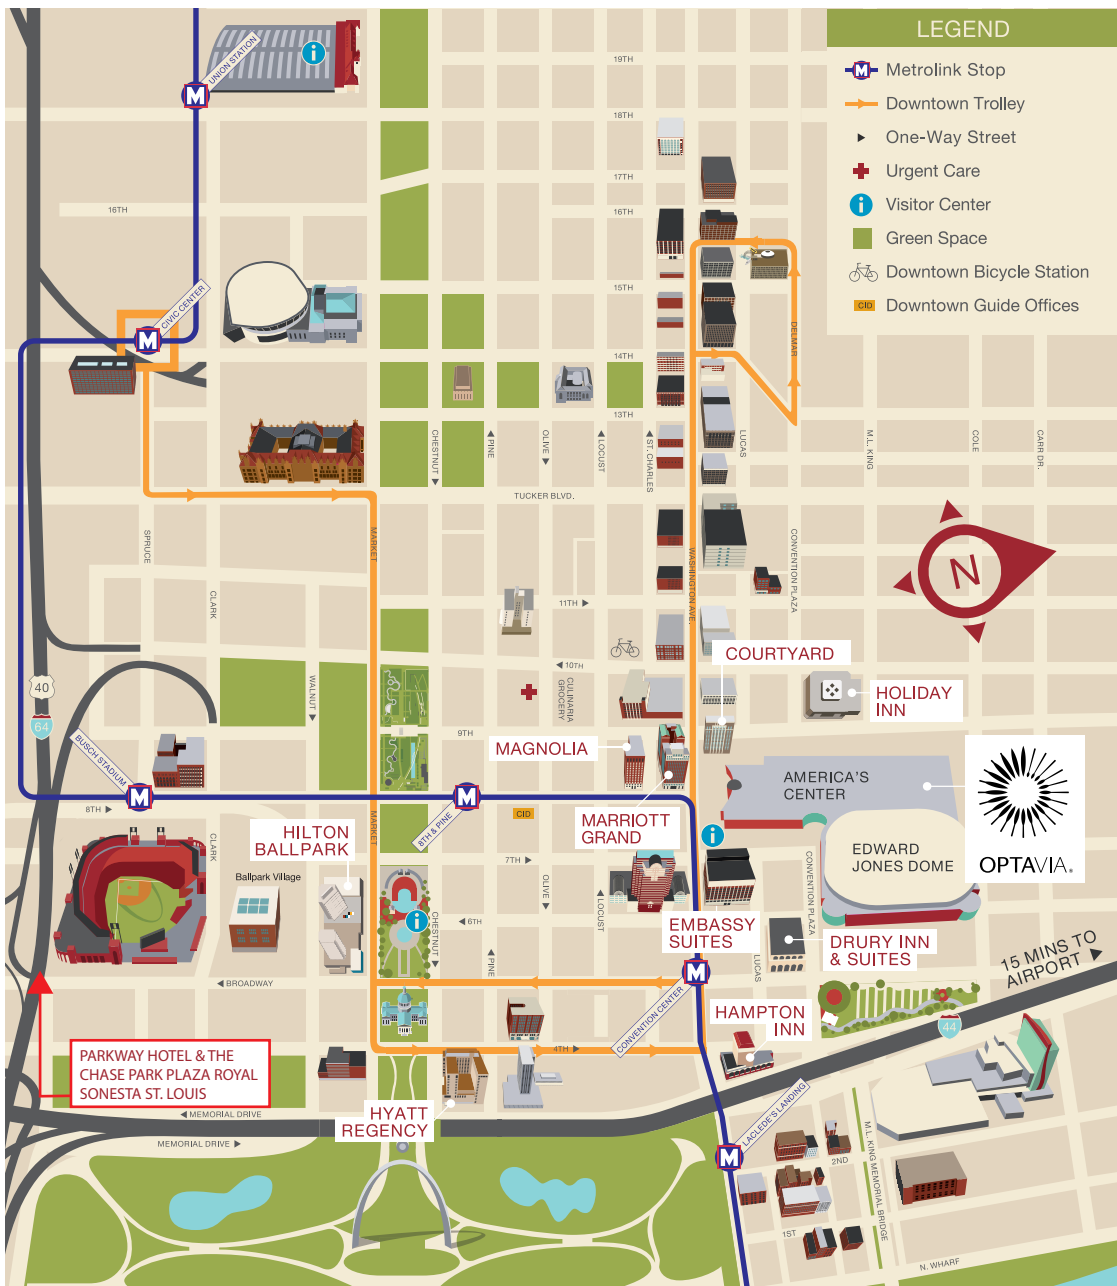 LEGEND
M Metrolink Stop
Downtown Trolley
One-Way Street
Urgent Care
i Visitor Center
Green Space
Downtown Bicycle Station
CID Downtown Guide Offices
UNION STATION
M
i
19TH
18TH
17TH
16TH
16TH
15TH
CIVIC CENTER
M
14TH
13TH
DELMAR
CHESTNUT
PINE
OLIVE
LOCUST
ST. CHARLES
LUCAS
M.L. KING
COLE
CARR DR.
TUCKER BLVD.
SPRUCE
MARKET
WASHINGTON AVE.
CONVENTION PLAZA
N
CLARK
11TH
10TH
COURTYARD
HOLIDAY
INN
40
64
WALNUT
CULINARIA
GROCERY
9TH
MAGNOLIA
BUSCH STADIUM
M
8TH
M
8TH & PINE
CID
MARRIOTT
GRAND
AMERICA'S
CENTER
i
EDWARD
JONES DOME
OPTAVIA®
HILTON
BALLPARK
MARKET
CLARK
Ballpark Village
7TH
OLIVE
LOCUST
CONVENTION PLAZA
i
CHESTNUT
6TH
PINE
EMBASSY
SUITES
M
LUCAS
DRURY INN
& SUITES
15 MINS TO
AIRPORT
BROADWAY
CONVENTION CENTER
HAMPTON
INN
44
4TH
PARKWAY HOTEL & THE
CHASE PARK PLAZA ROYAL
SONESTA ST. LOUIS
HYATT
REGENCY
MEMORIAL DRIVE
MEMORIAL DRIVE
LACLEDE'S LANDING
M
M.L. KING MEMORIAL BRIDGE
2ND
1ST
N. WHARF